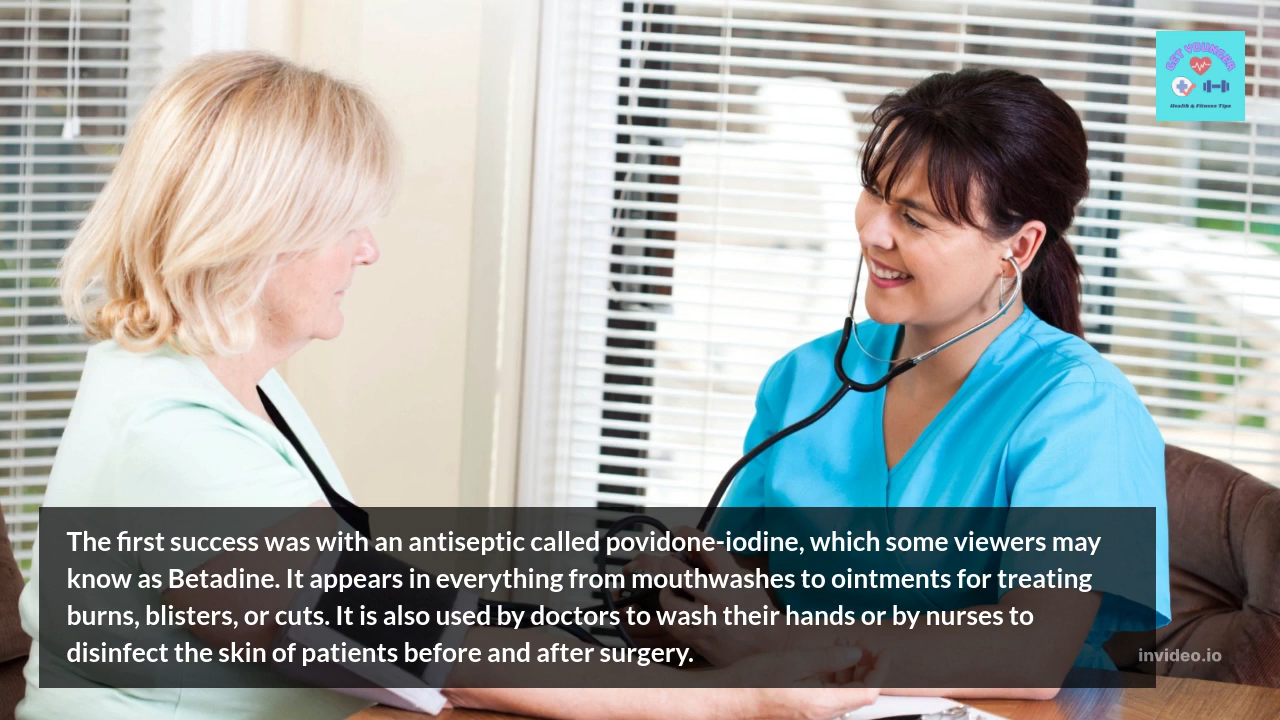 GET YOUNGER
Health & Fitness Tips
The first success was with an antiseptic called povidone-iodine, which some viewers may
know as Betadine. It appears in everything from mouthwashes to ointments for treating
burns, blisters, or cuts. It is also used by doctors to wash their hands or by nurses to
disinfect the skin of patients before and after surgery.
invideo.io